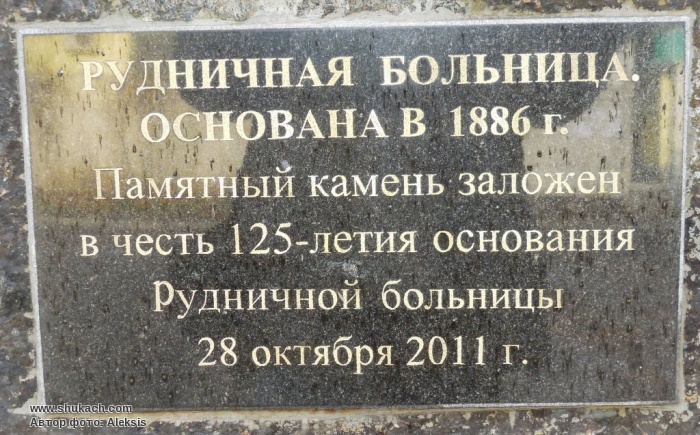 РУДНИЧНАЯ БОЛЬНИЦА.
ОСНОВАНА В 1886 г.
Памятный камень заложен
в честь 125-летия основания
Рудничной больницы
28 октября 2011 г.
www.shukach.com
Автор фото: Aleksis